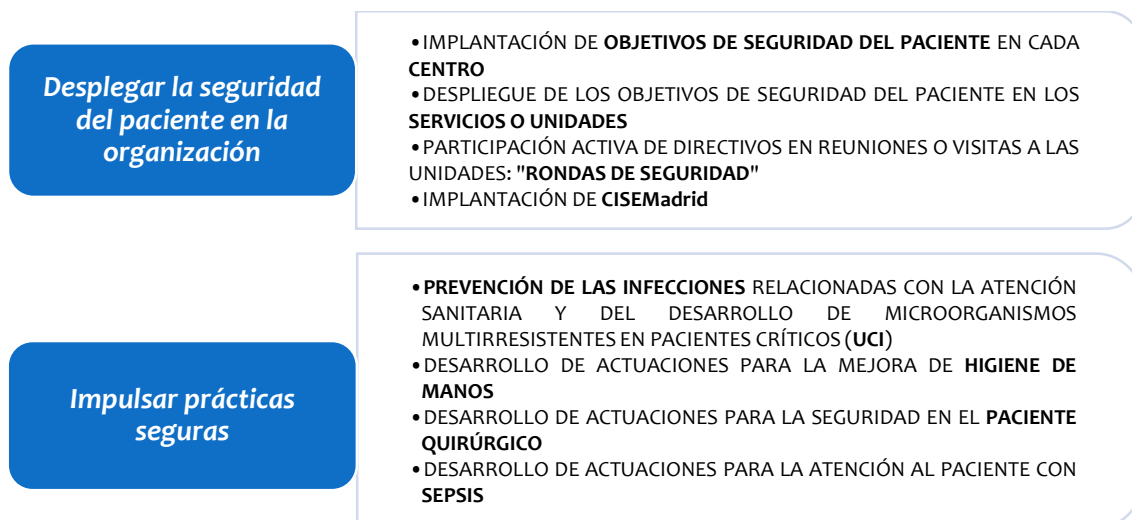 Desplegar la seguridad
del paciente en la
organización
•IMPLANTACIÓN DE OBJETIVOS DE SEGURIDAD DEL PACIENTE EN CADA
CENTRO
•DESPLIEGUE DE LOS OBJETIVOS DE SEGURIDAD DEL PACIENTE EN LOS
SERVICIOS O UNIDADES
•PARTICIPACIÓN ACTIVA DE DIRECTIVOS EN REUNIONES O VISITAS A LAS
UNIDADES: "RONDAS DE SEGURIDAD"
•IMPLANTACIÓN DE CISEMadrid
Impulsar prácticas
seguras
•PREVENCIÓN DE LAS INFECCIONES RELACIONADAS CON LA ATENCIÓN
SANITARIA Y DEL DESARROLLO DE MICROORGANISMOS
MULTIRRESISTENTES EN PACIENTES CRÍTICOS (UCI)
•DESARROLLO DE ACTUACIONES PARA LA MEJORA DE HIGIENE DE
MANOS
•DESARROLLO DE ACTUACIONES PARA LA SEGURIDAD EN EL PACIENTE
QUIRÚRGICO
•DESARROLLO DE ACTUACIONES PARA LA ATENCIÓN AL PACIENTE CON
SEPSIS